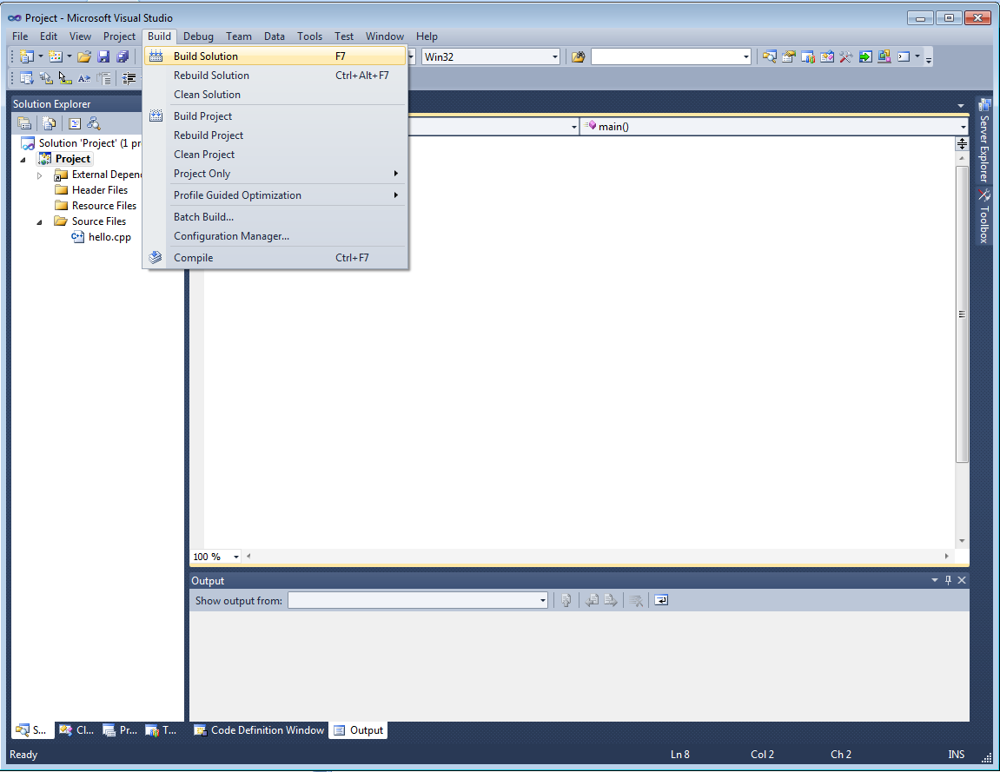 Project - Microsoft Visual Studio
File Edit View Project Build Debug Team Data Tools Test Window Help
Build Solution F7
Rebuild Solution Ctrl+Alt+F7
Clean Solution
Build Project
Rebuild Project
Clean Project
Project Only
Profile Guided Optimization
Batch Build...
Configuration Manager...
Compile Ctrl+F7
Win32
Solution Explorer
Solution 'Project' (1 pr
Project
External Depen
Header Files
Resource Files
Source Files
hello.cpp
main()
Server Explorer
Toolbox
100 %
Output
Show output from:
S... Cl... Pr... T... Code Definition Window Output
Ready Ln 8 Col 2 Ch 2 INS